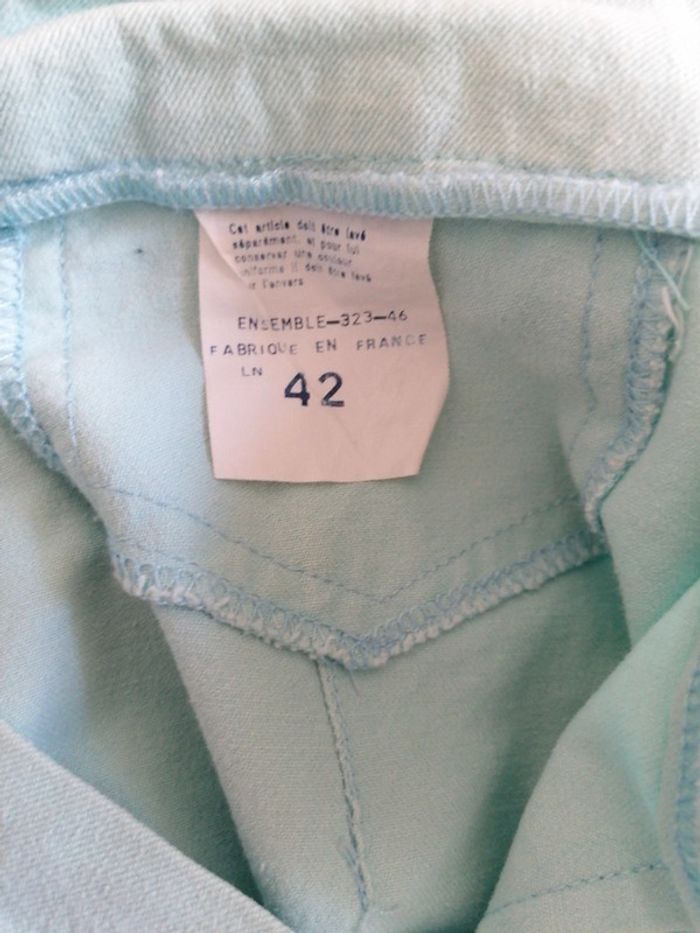 Cet article doit être lavé
séparément. et pour lui
conserver une couleur
uniforme il doit être lavé
sur l'envers
ENSEMBLE-323-46
FABRIQUE EN FRANCE
LN
42